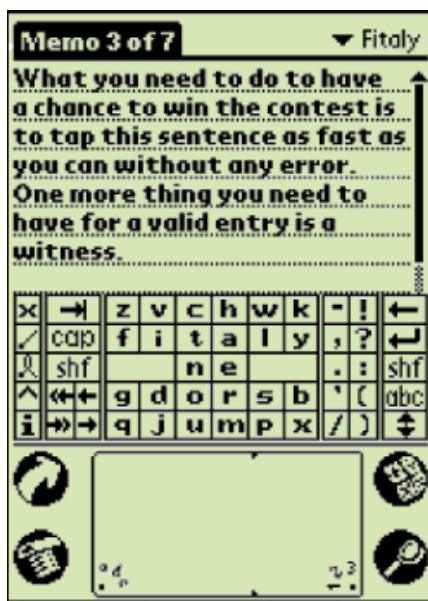 Memo 3 of 7 Fitaly
What you need to do to have
a chance to win the contest is
to tap this sentence as fast as
you can without any error.
One more thing you need to
have for a valid entry is a
witness.
z v c h w k - !
cap f i t a l y , ?
shf n e . : shf
g d o r s b ' ( abc
i q j u m p x / )